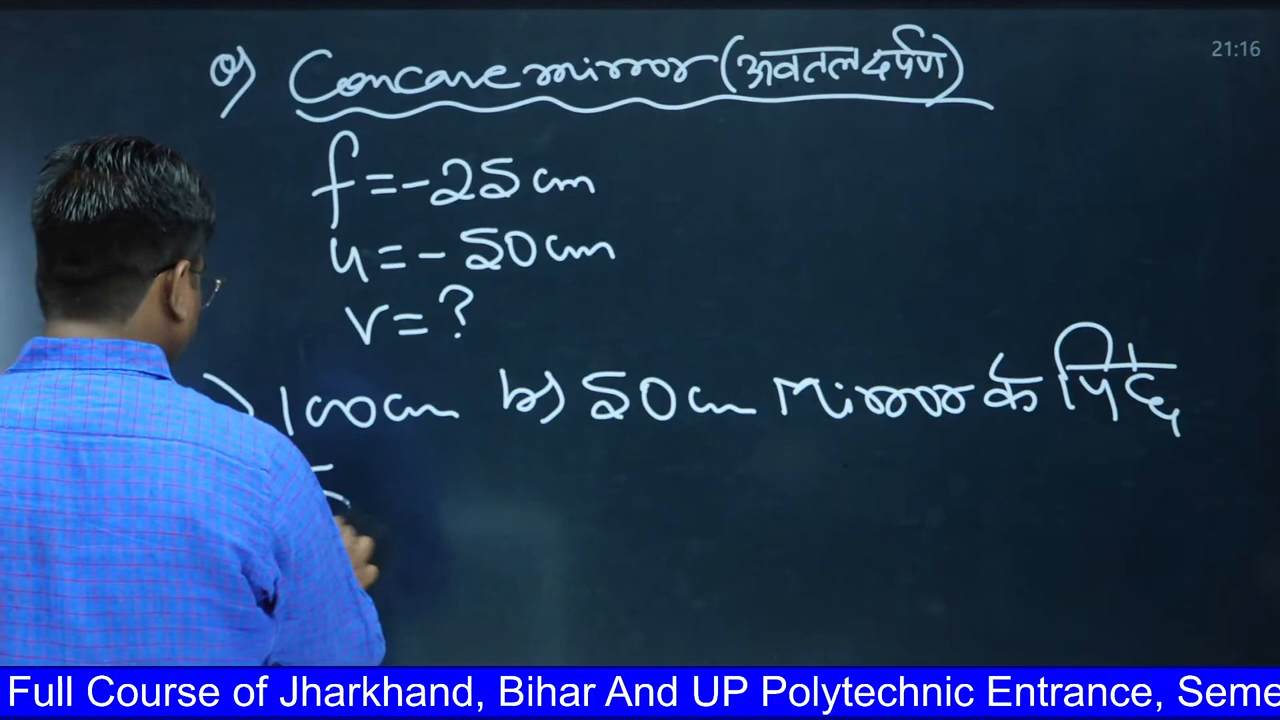 21:16
Q) Concave mirror (अवतल दर्पण)
f = -25 cm
u = - 50 cm
v = ?
) 100 cm b) 50 cm Mirror के
5
Full Course of Jharkhand, Bihar And UP Polytechnic Entrance, Seme